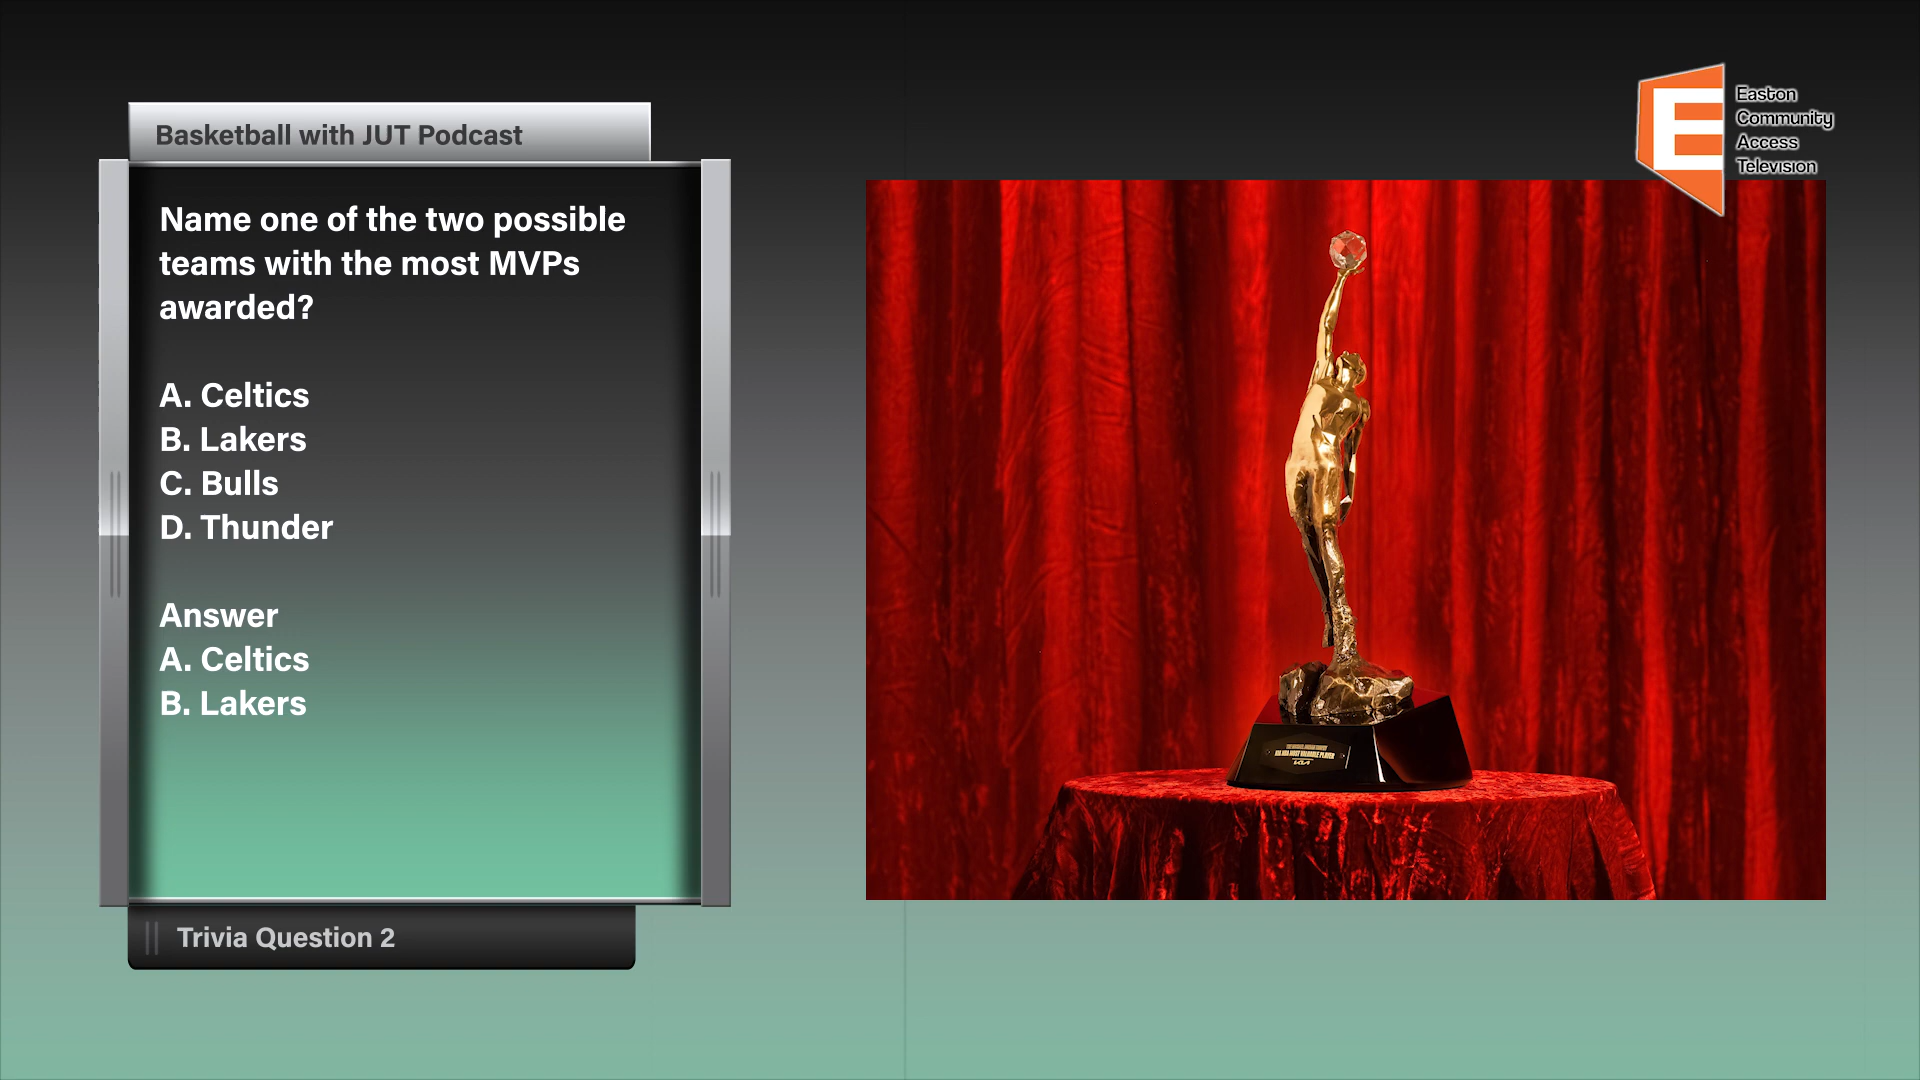 Basketball with JUT Podcast
Name one of the two possible
teams with the most MVPs
awarded?
A. Celtics
B. Lakers
C. Bulls
D. Thunder
Answer
A. Celtics
B. Lakers
Trivia Question 2
E
Easton
Community
Access
Television
KIA